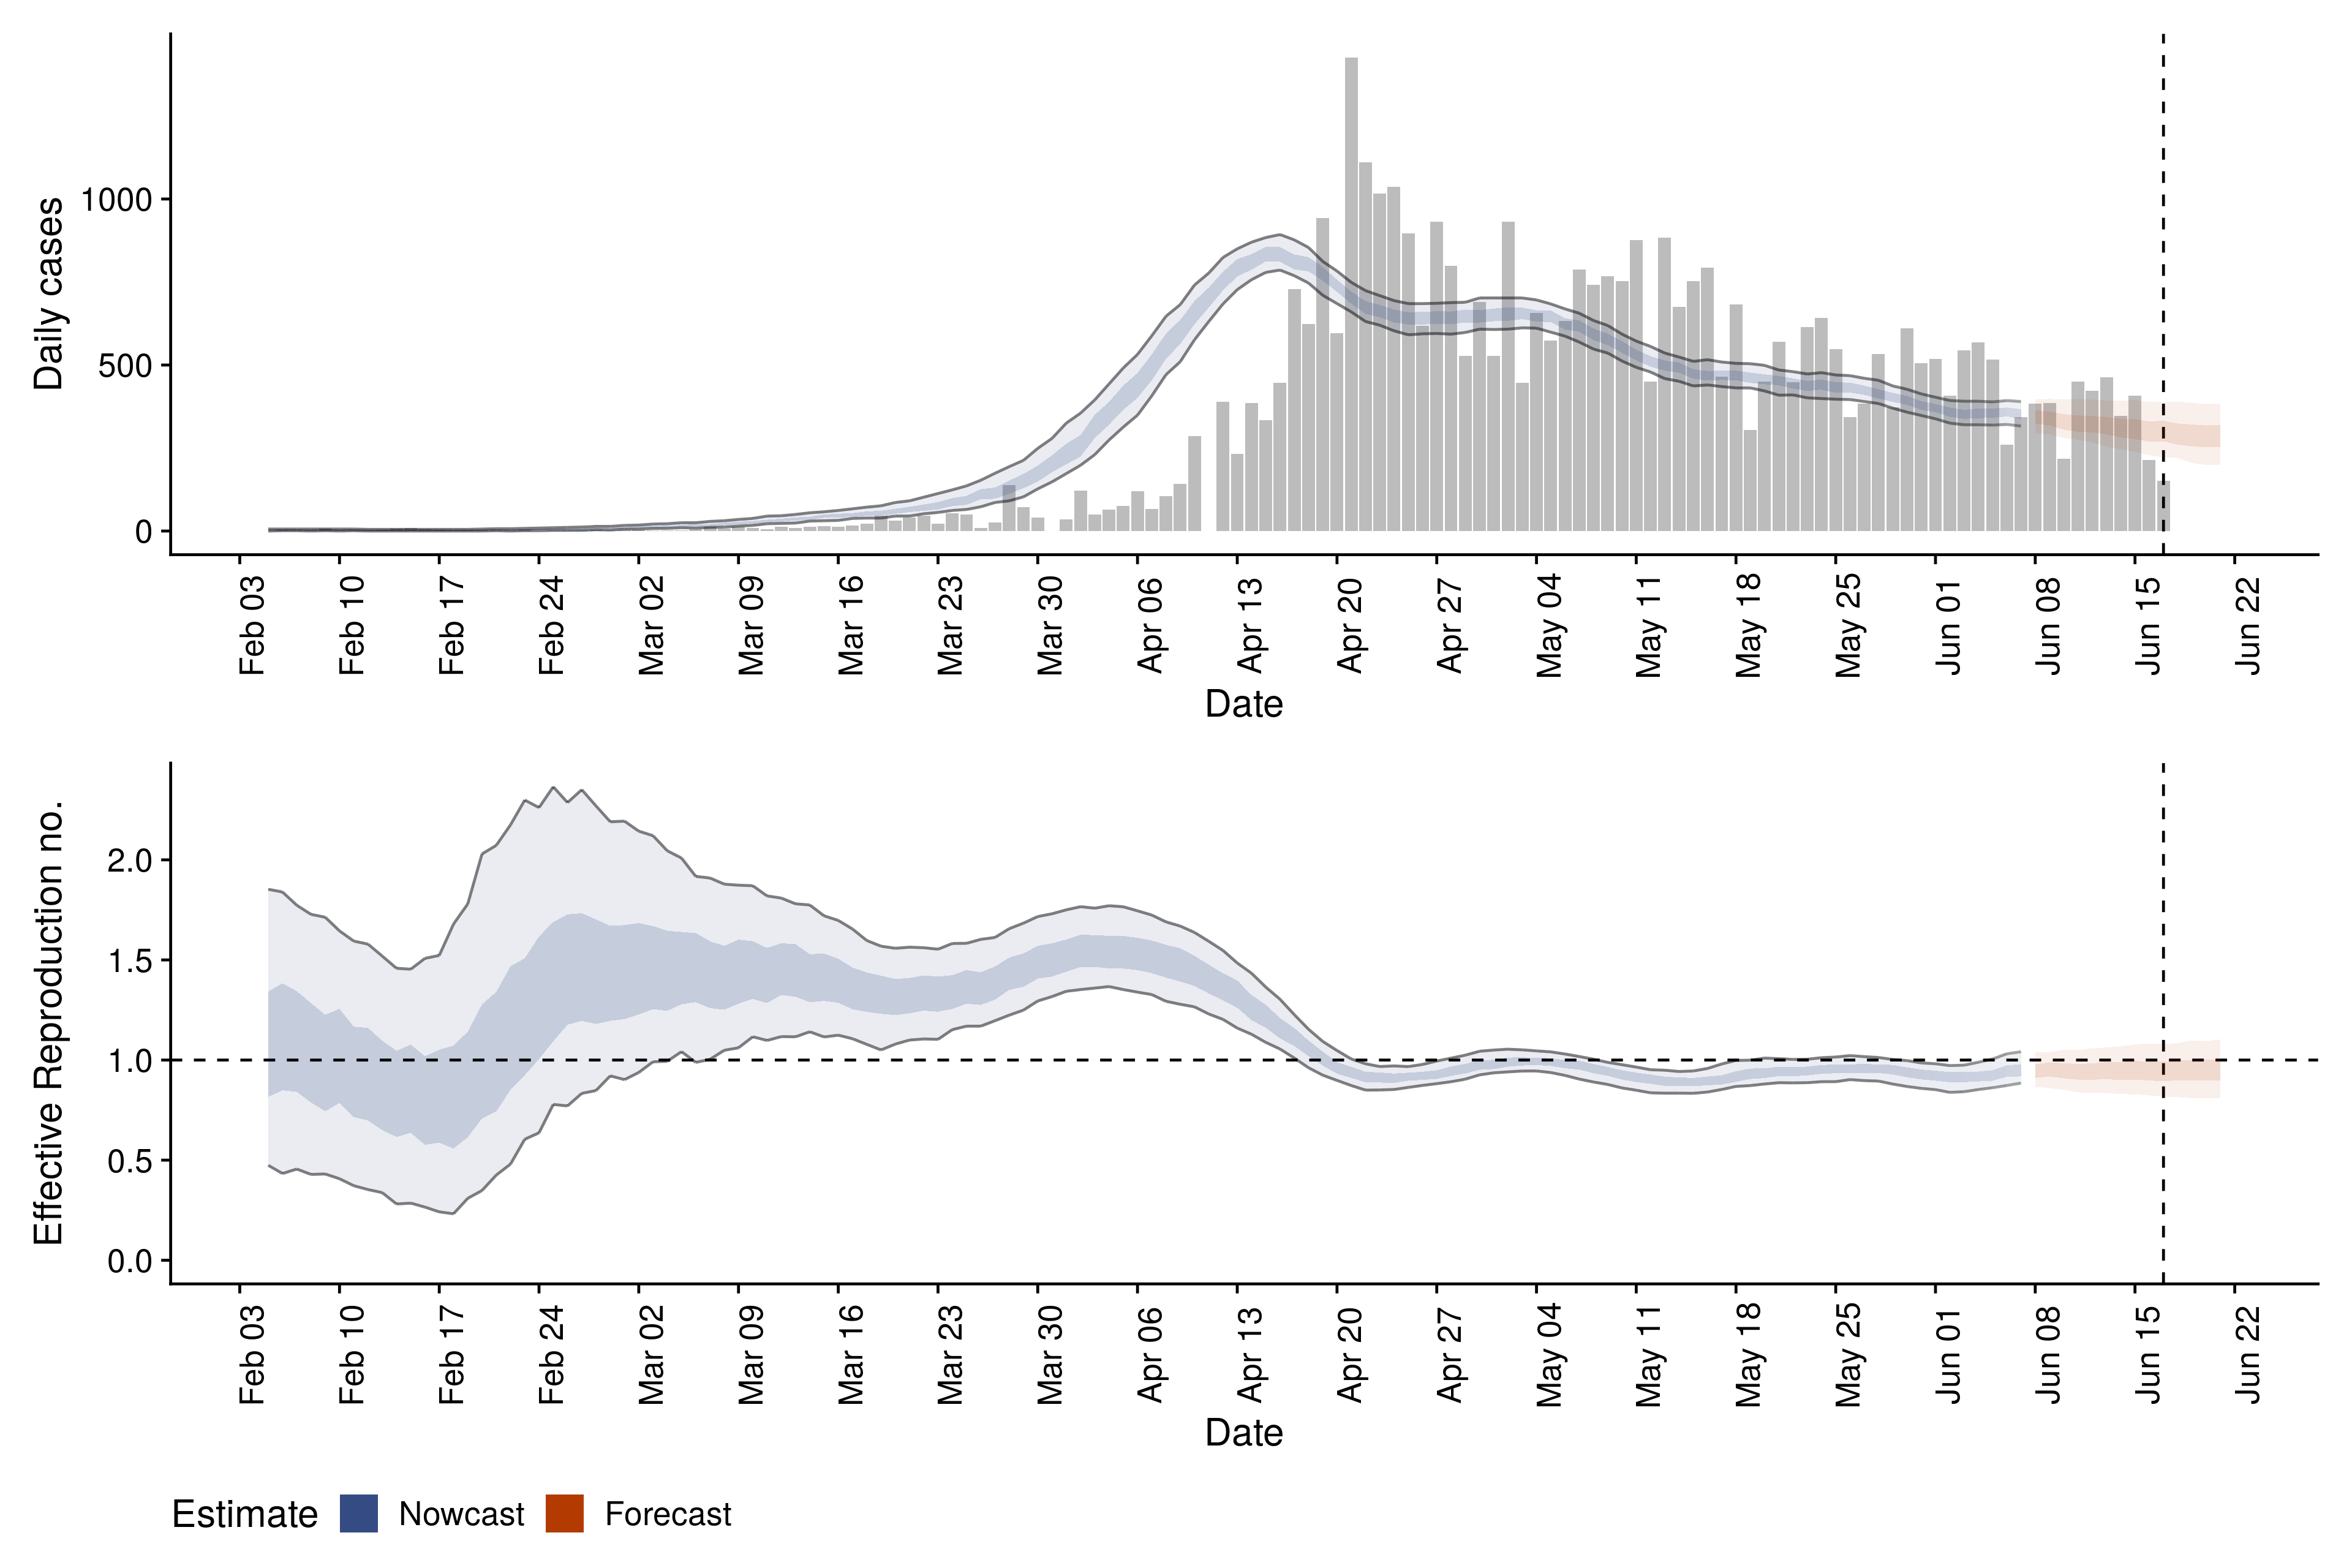 Daily cases
1000
500
0
Feb 03 Feb 10 Feb 17 Feb 24 Mar 02 Mar 09 Mar 16 Mar 23 Mar 30 Apr 06 Apr 13 Apr 20 Apr 27 May 04 May 11 May 18 May 25 Jun 01 Jun 08 Jun 15 Jun 22
Date
Effective Reproduction no.
2.0
1.5
1.0
0.5
0.0
Feb 03 Feb 10 Feb 17 Feb 24 Mar 02 Mar 09 Mar 16 Mar 23 Mar 30 Apr 06 Apr 13 Apr 20 Apr 27 May 04 May 11 May 18 May 25 Jun 01 Jun 08 Jun 15 Jun 22
Date
Estimate Nowcast Forecast